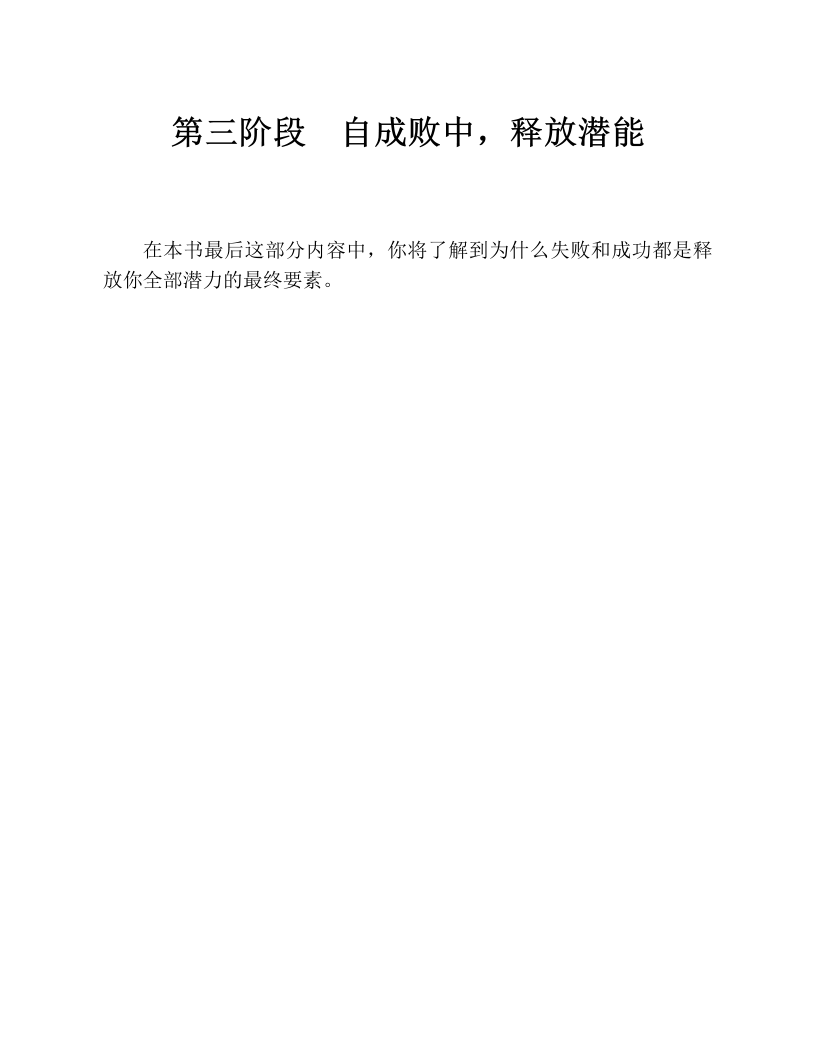 第三阶段　自成败中，释放潜能
在本书最后这部分内容中，你将了解到为什么失败和成功都是释
放你全部潜力的最终要素。